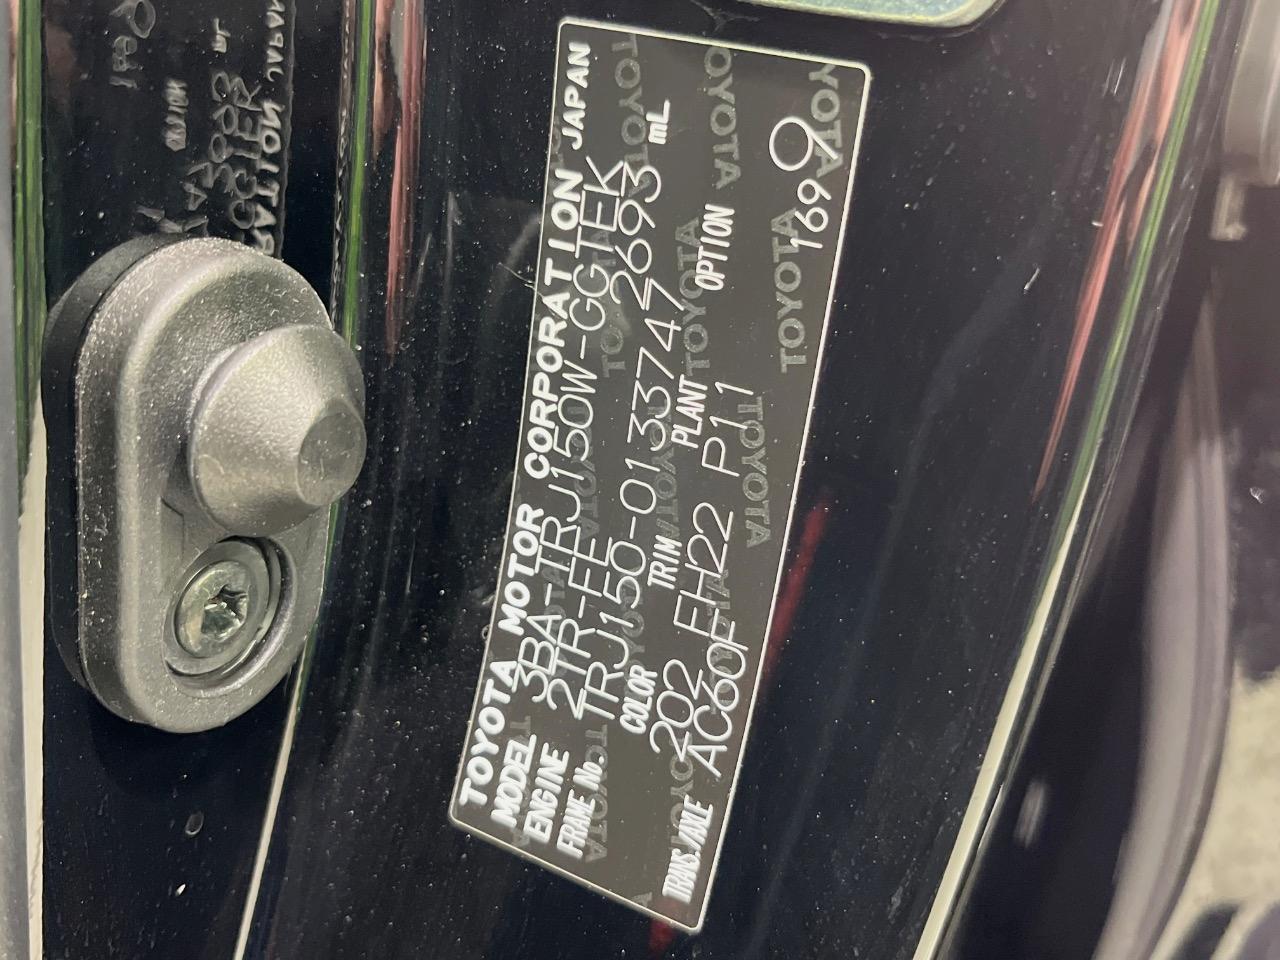 TOYOTA MOTOR CORPORATION JAPAN
MODEL 3BA-TRJ150W-GGTEK
ENGINE 2TR-FE 2693 mL
FRAME No. TRJ150-0133747
COLOR TRIM PLANT OPTION
202 FH22 P11
TRANS./AXLE AC60F 1699